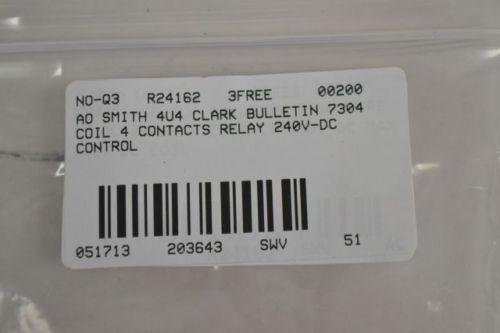 NO-Q3 R24162 3FREE 00200
AO SMITH 4U4 CLARK BULLETIN 7304
COIL 4 CONTACTS RELAY 240V-DC
CONTROL
051713 203643 SWV 51